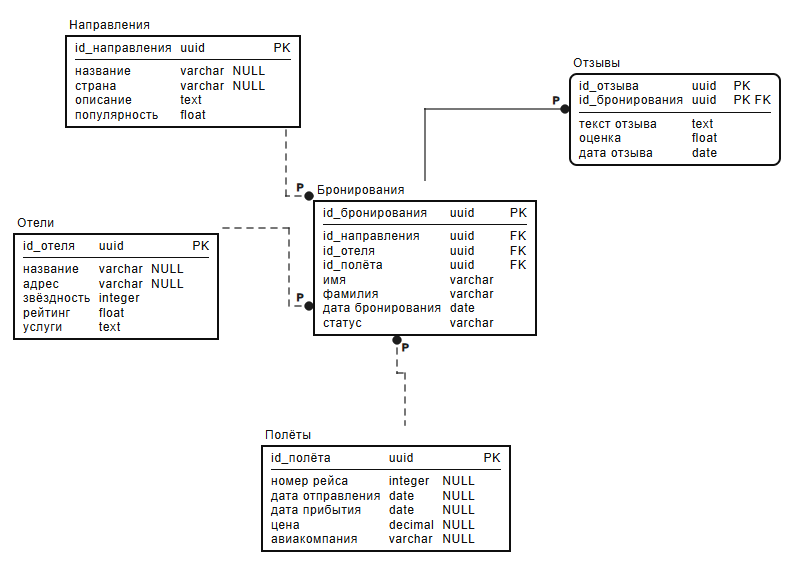 Направления
id_направления uuid PK
название varchar NULL
страна varchar NULL
описание text
популярность float
Отзывы
id_отзыва uuid PK
id_бронирования uuid PK FK
текст отзыва text
оценка float
дата отзыва date
P
P
Бронирования
id_бронирования uuid PK
id_направления uuid FK
id_отеля uuid FK
id_полёта uuid FK
имя varchar
фамилия varchar
дата бронирования date
статус varchar
Отели
id_отеля uuid PK
название varchar NULL
адрес varchar NULL
звёздность integer
рейтинг float
услуги text
P
P
Полёты
id_полёта uuid PK
номер рейса integer NULL
дата отправления date NULL
дата прибытия date NULL
цена decimal NULL
авиакомпания varchar NULL